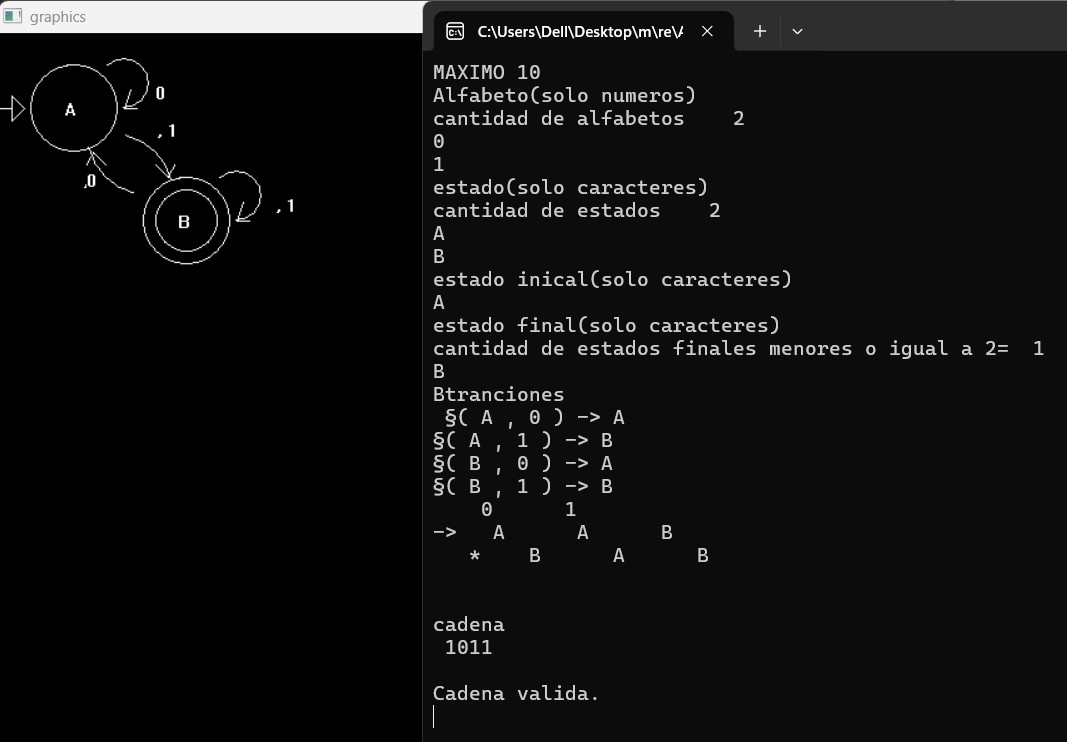 graphics
A
0
, 1
,0
B
, 1
C:\Users\Dell\Desktop\m\re\A
MAXIMO 10
Alfabeto(solo numeros)
cantidad de alfabetos    2
0
1
estado(solo caracteres)
cantidad de estados    2
A
B
estado inical(solo caracteres)
A
estado final(solo caracteres)
cantidad de estados finales menores o igual a 2=  1
B
Btranciones
 §( A , 0 ) -> A
§( A , 1 ) -> B
§( B , 0 ) -> A
§( B , 1 ) -> B
    0      1
->   A      A      B
   *    B      A      B
cadena
 1011
Cadena valida.